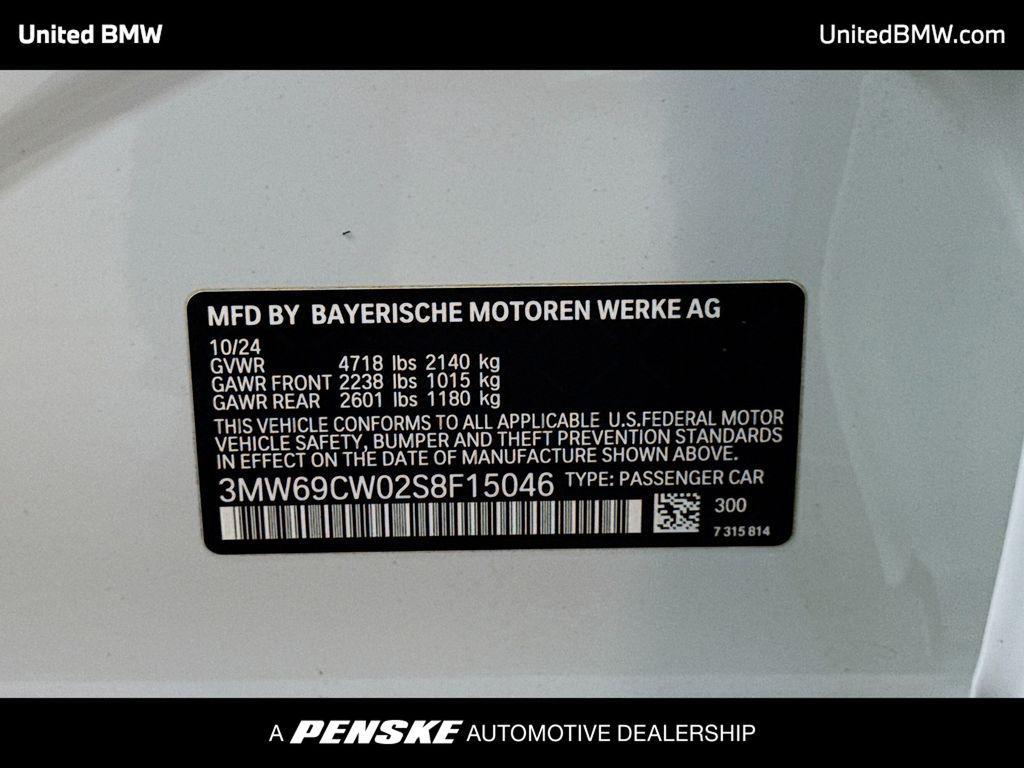 United BMW
UnitedBMW.com
MFD BY BAYERISCHE MOTOREN WERKE AG
10/24
GVWR 4718 lbs 2140 kg
GAWR FRONT 2238 lbs 1015 kg
GAWR REAR 2601 lbs 1180 kg
THIS VEHICLE CONFORMS TO ALL APPLICABLE U.S.FEDERAL MOTOR
VEHICLE SAFETY, BUMPER AND THEFT PREVENTION STANDARDS
IN EFFECT ON THE DATE OF MANUFACTURE SHOWN ABOVE.
3MW69CW02S8F15046 TYPE: PASSENGER CAR
300
7 315 814
A PENSKE AUTOMOTIVE DEALERSHIP